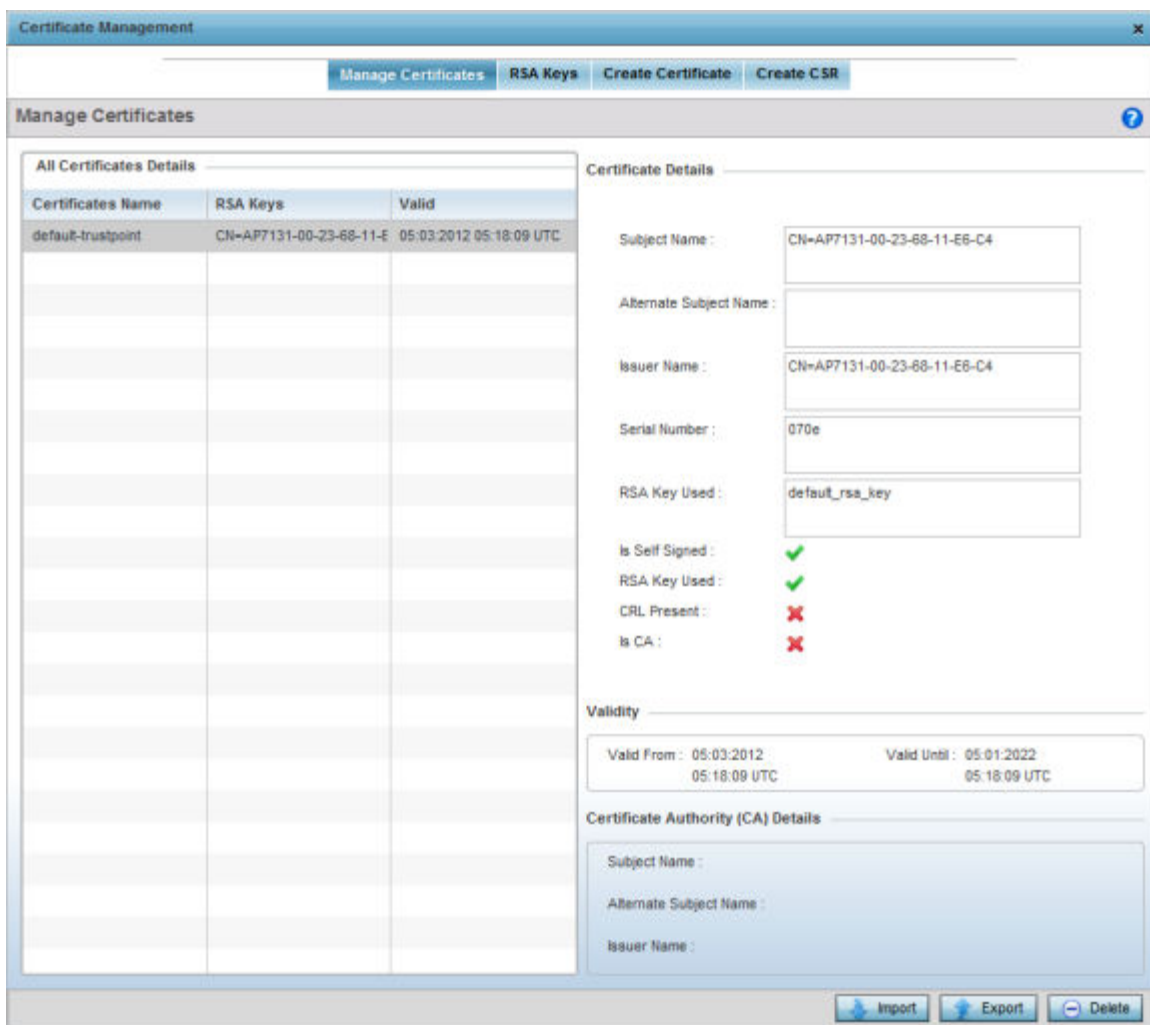 Certificate Management
Manage Certificates RSA Keys Create Certificate Create CSR
Manage Certificates
All Certificates Details
Certificates Name RSA Keys Valid
default-trustpoint CN=AP7131-00-23-68-11-E 05:03:2012 05:18:09 UTC
Certificate Details
Subject Name : CN=AP7131-00-23-68-11-E6-C4
Alternate Subject Name :
Issuer Name : CN=AP7131-00-23-68-11-E6-C4
Serial Number : 070e
RSA Key Used : default_rsa_key
Is Self Signed :
RSA Key Used :
CRL Present :
Is CA :
Validity
Valid From : 05:03:2012 Valid Until : 05:01:2022
05:18:09 UTC 05:18:09 UTC
Certificate Authority (CA) Details
Subject Name :
Alternate Subject Name :
Issuer Name :
Import Export Delete